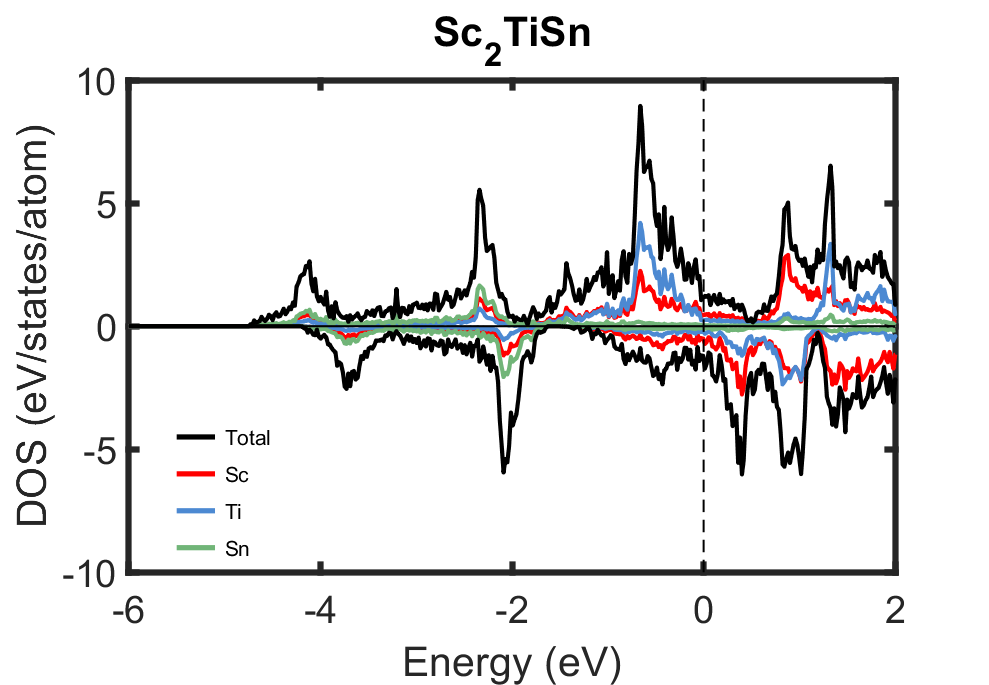 Sc2TiSn
10
5
0
-5
-10
DOS (eV/states/atom)
Total
Sc
Ti
Sn
-6 -4 -2 0 2
Energy (eV)